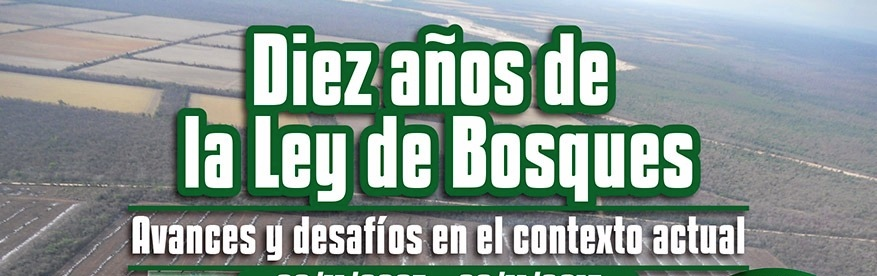 Diez años de
la Ley de Bosques
Avances y desafíos en el contexto actual